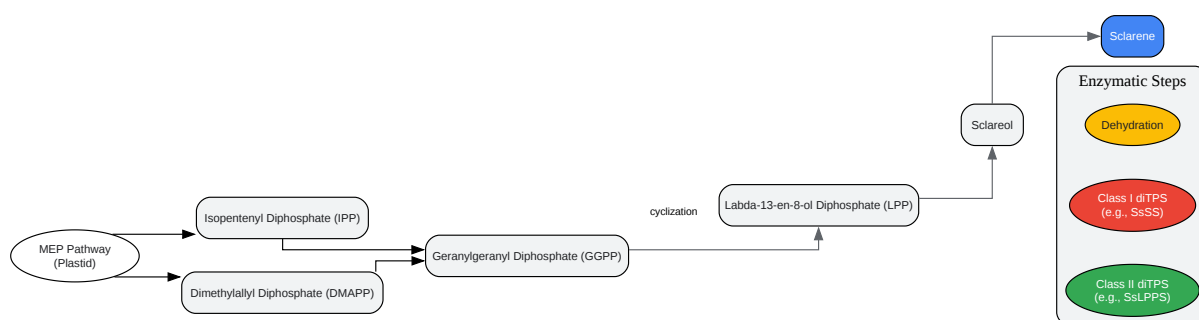 MEP Pathway
(Plastid)
Isopentenyl Diphosphate (IPP)
Dimethylallyl Diphosphate (DMAPP)
Geranylgeranyl Diphosphate (GGPP)
cyclization
Labda-13-en-8-ol Diphosphate (LPP)
Sclareol
Sclarene
Enzymatic Steps
Dehydration
Class I diTPS
(e.g., SsSS)
Class II diTPS
(e.g., SsLPPS)